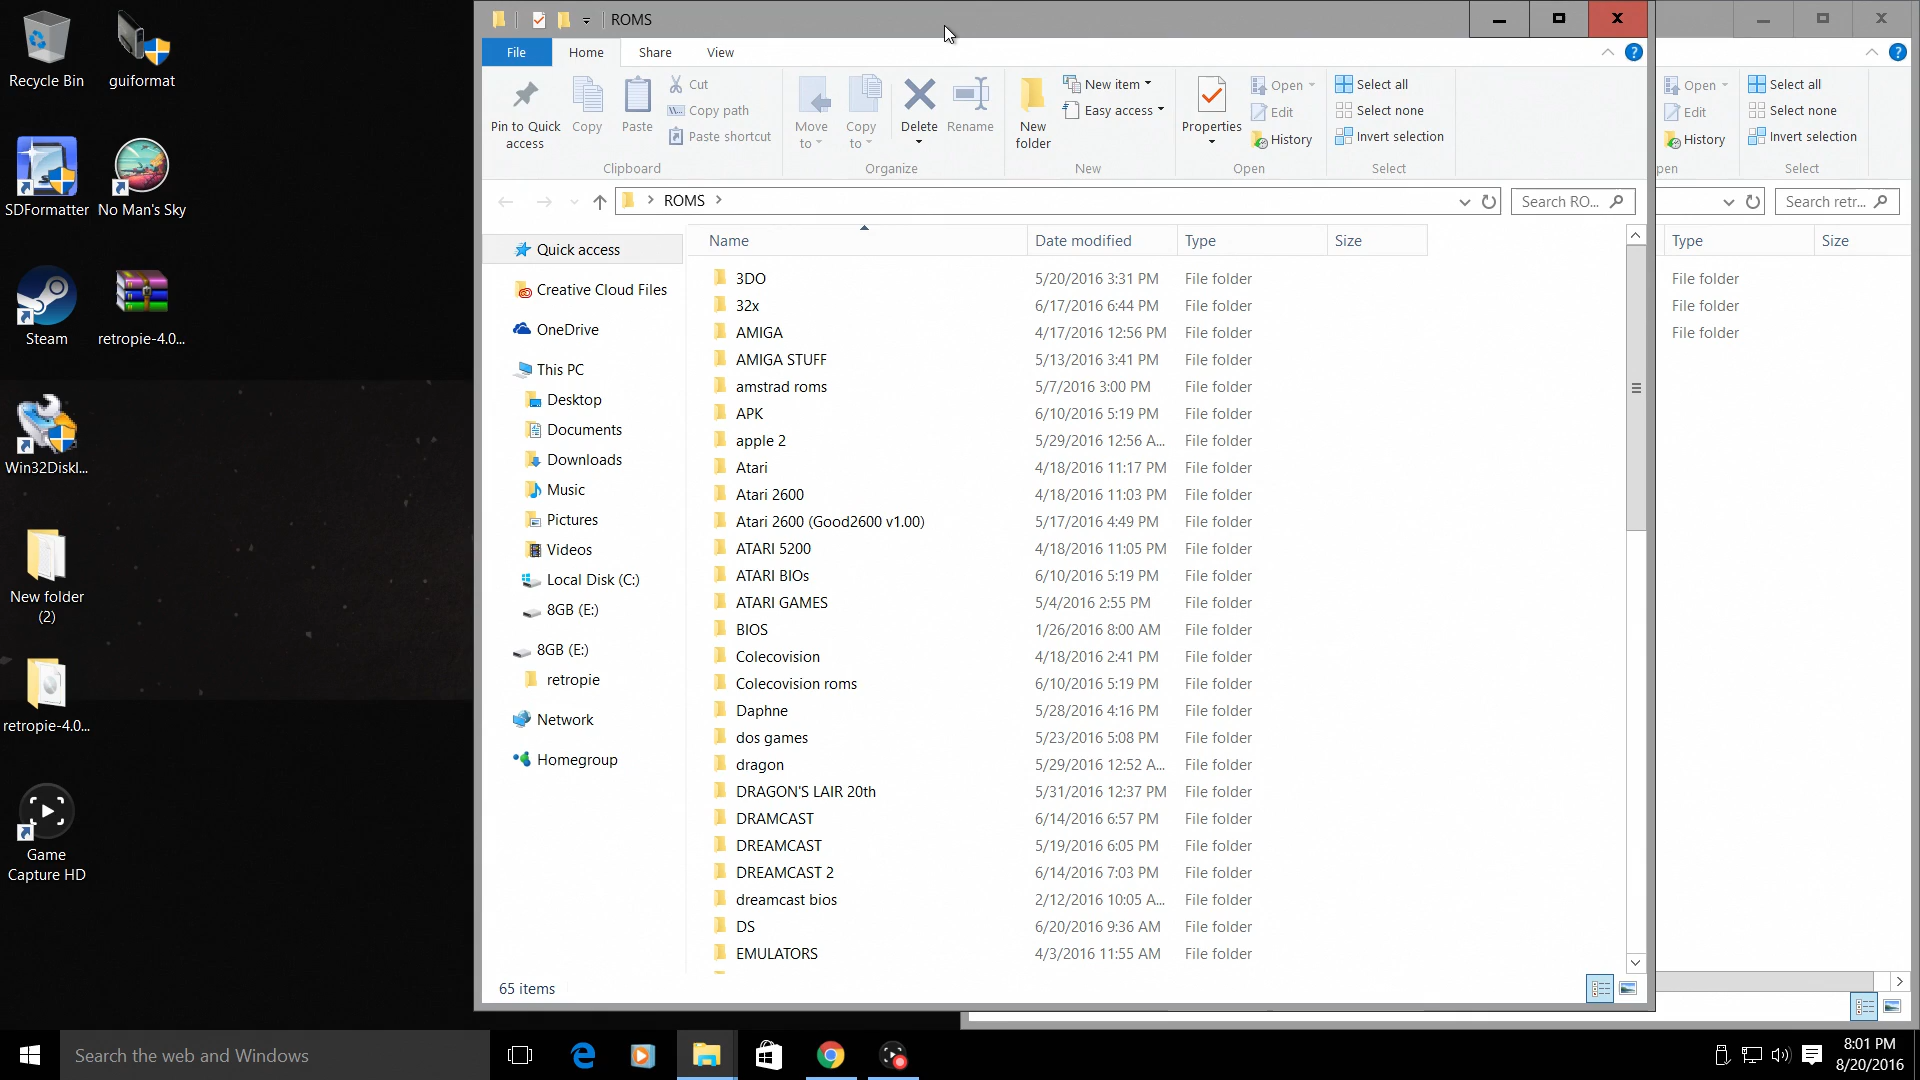 Recycle Bin
guiformat
SDFormatter
No Man's Sky
Steam
retropie-4.0...
Win32DiskI...
New folder
(2)
retropie-4.0...
Game
Capture HD
ROMS
File
Home
Share
View
Pin to Quick
access
Copy
Paste
Cut
Copy path
Paste shortcut
Clipboard
Move
to
Copy
to
Delete
Rename
Organize
New
folder
New item
Easy access
New
Properties
Open
Edit
History
Open
Select all
Select none
Invert selection
Select
Open
Edit
History
pen
Select all
Select none
Invert selection
Select
ROMS
Search RO...
Search retr...
Quick access
Creative Cloud Files
OneDrive
This PC
Desktop
Documents
Downloads
Music
Pictures
Videos
Local Disk (C:)
8GB (E:)
8GB (E:)
retropie
Network
Homegroup
Name Date modified Type Size
3DO 5/20/2016 3:31 PM File folder
32x 6/17/2016 6:44 PM File folder
AMIGA 4/17/2016 12:56 PM File folder
AMIGA STUFF 5/13/2016 3:41 PM File folder
amstrad roms 5/7/2016 3:00 PM File folder
APK 6/10/2016 5:19 PM File folder
apple 2 5/29/2016 12:56 A... File folder
Atari 4/18/2016 11:17 PM File folder
Atari 2600 4/18/2016 11:03 PM File folder
Atari 2600 (Good2600 v1.00) 5/17/2016 4:49 PM File folder
ATARI 5200 4/18/2016 11:05 PM File folder
ATARI BIOs 6/10/2016 5:19 PM File folder
ATARI GAMES 5/4/2016 2:55 PM File folder
BIOS 1/26/2016 8:00 AM File folder
Colecovision 4/18/2016 2:41 PM File folder
Colecovision roms 6/10/2016 5:19 PM File folder
Daphne 5/28/2016 4:16 PM File folder
dos games 5/23/2016 5:08 PM File folder
dragon 5/29/2016 12:52 A... File folder
DRAGON'S LAIR 20th 5/31/2016 12:37 PM File folder
DRAMCAST 6/14/2016 6:57 PM File folder
DREAMCAST 5/19/2016 6:05 PM File folder
DREAMCAST 2 6/14/2016 7:03 PM File folder
dreamcast bios 2/12/2016 10:05 A... File folder
DS 6/20/2016 9:36 AM File folder
EMULATORS 4/3/2016 11:55 AM File folder
Type Size
File folder
File folder
File folder
65 items
Search the web and Windows
8:01 PM
8/20/2016